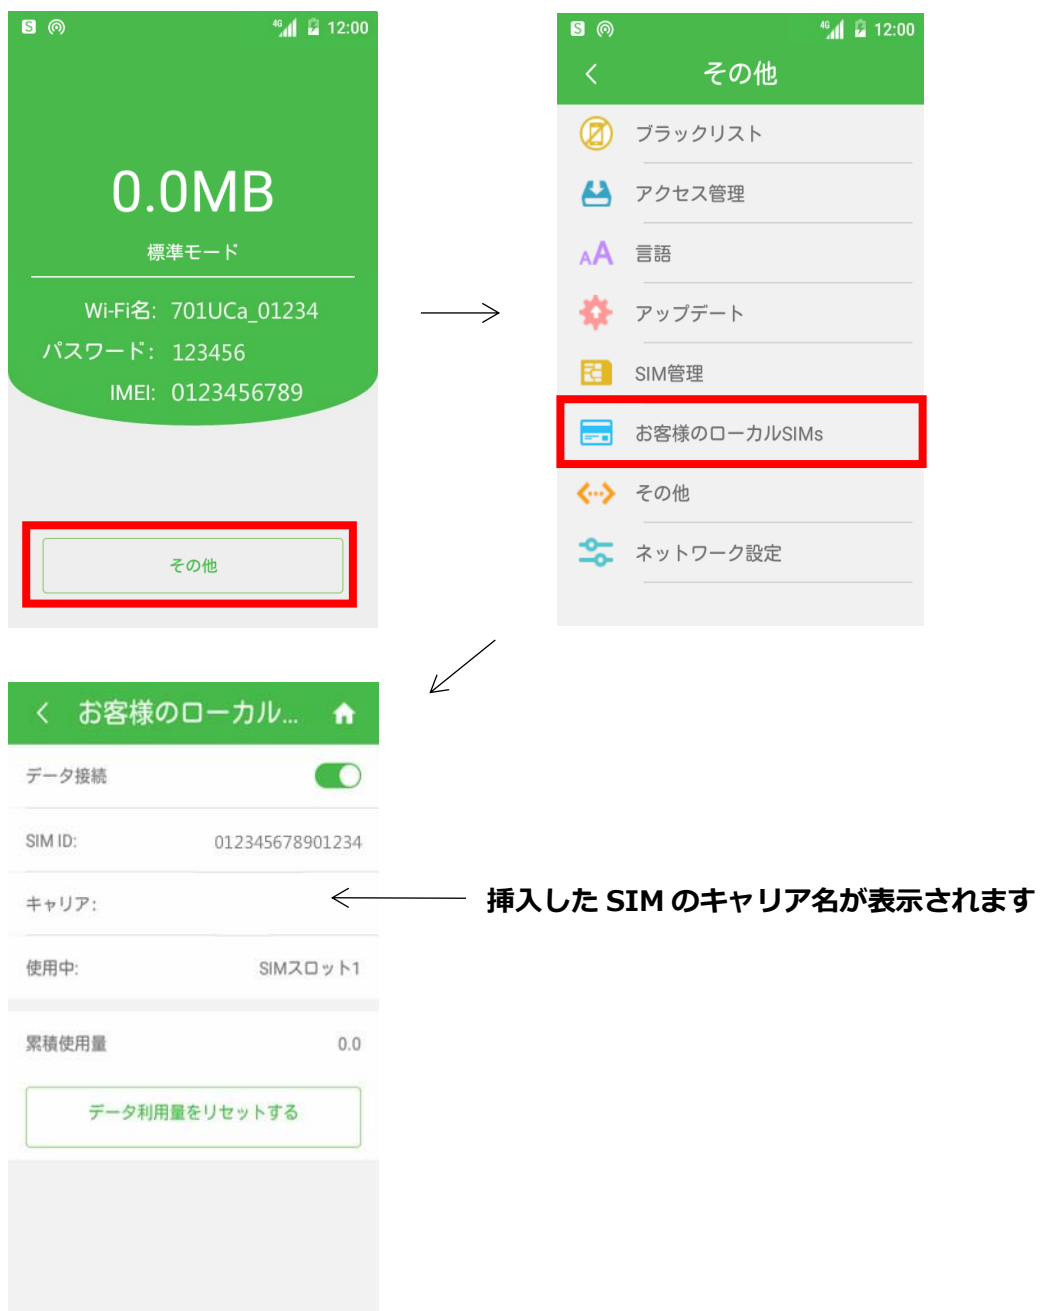 S 4G 12:00
0.0MB
標準モード
Wi-Fi名: 701UCa_01234
パスワード: 123456
IMEI: 0123456789
その他
S 4G 12:00
その他
ブラックリスト
アクセス管理
AA 言語
アップデート
SIM管理
お客様のローカルSIMs
その他
ネットワーク設定
お客様のローカル...
データ接続
SIM ID: 012345678901234
キャリア:
挿入した SIM のキャリア名が表示されます
使用中: SIMスロット1
累積使用量 0.0
データ利用量をリセットする